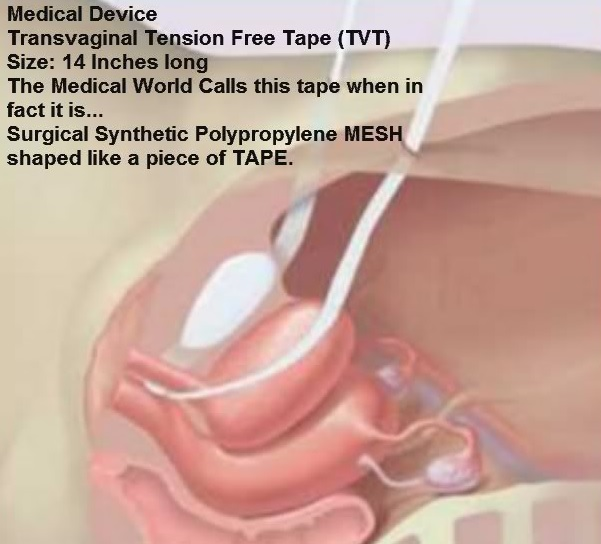 Medical Device
Transvaginal Tension Free Tape (TVT)
Size: 14 Inches long
The Medical World Calls this tape when in
fact it is...
Surgical Synthetic Polypropylene MESH
shaped like a piece of TAPE.